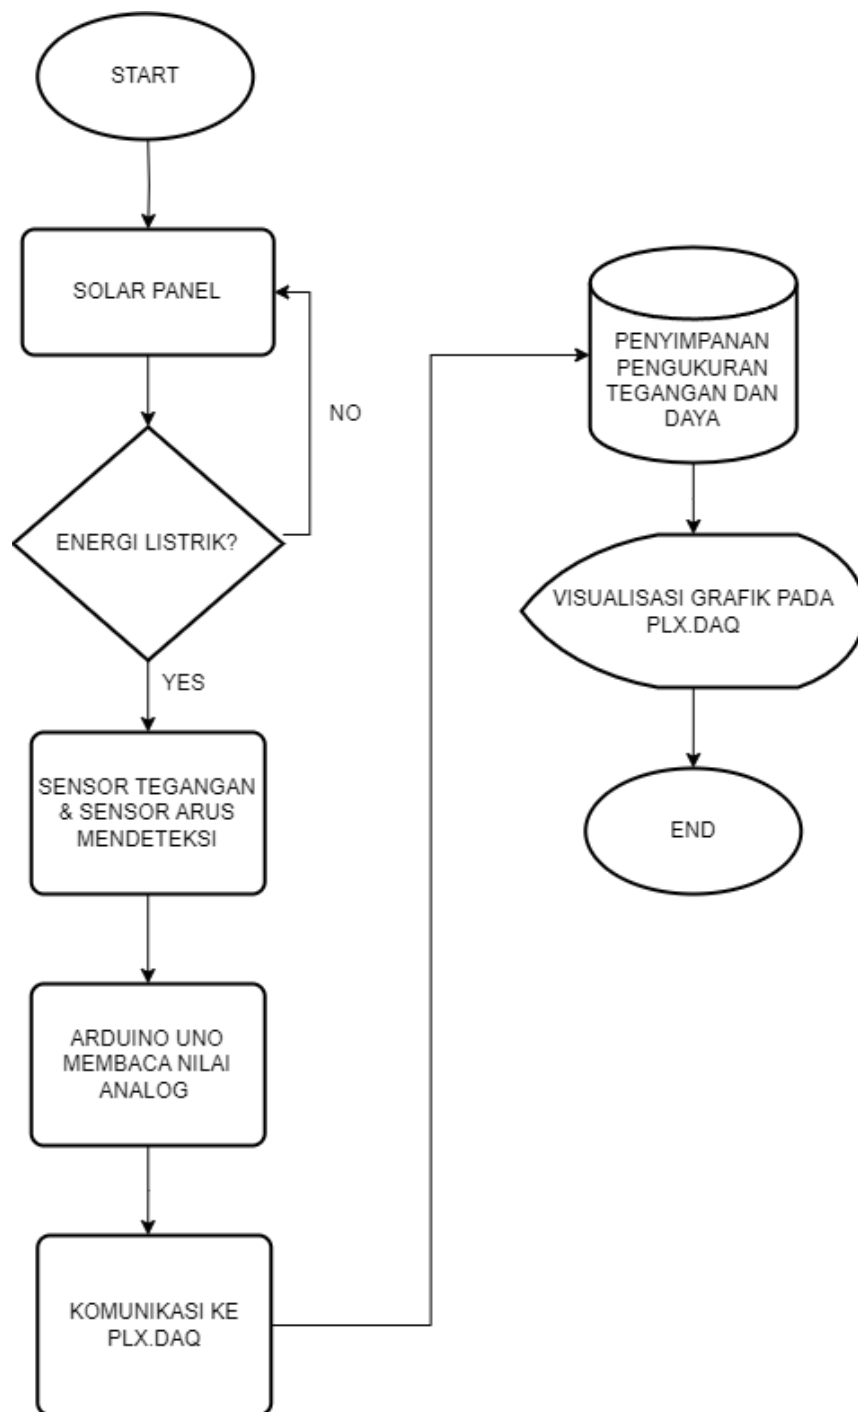 START
SOLAR PANEL
NO
ENERGI LISTRIK?
YES
SENSOR TEGANGAN
& SENSOR ARUS
MENDETEKSI
ARDUINO UNO
MEMBACA NILAI
ANALOG
KOMUNIKASI KE
PLX.DAQ
PENYIMPANAN
PENGUKURAN
TEGANGAN DAN
DAYA
VISUALISASI GRAFIK PADA
PLX.DAQ
END